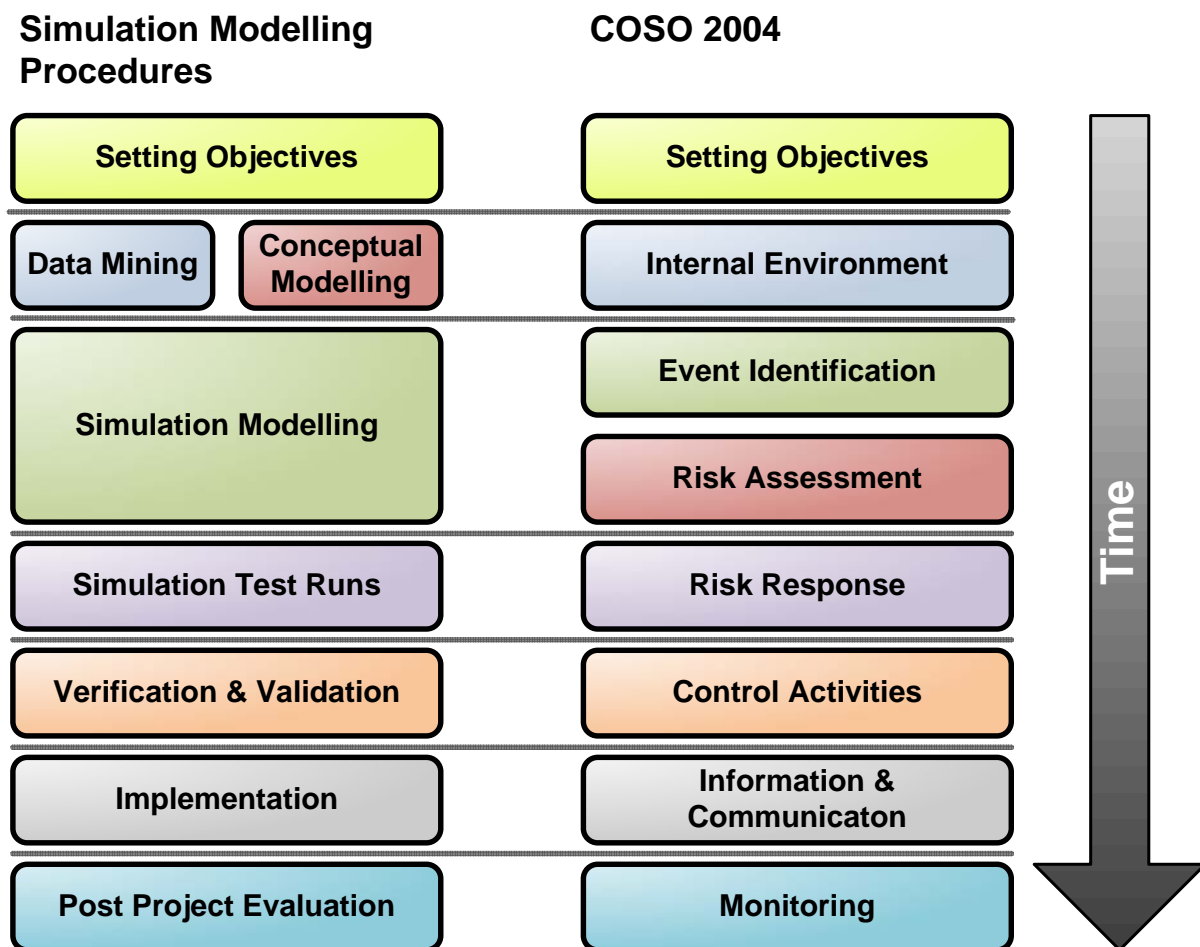 Simulation Modelling
Procedures
COSO 2004
Setting Objectives
Setting Objectives
Data Mining
Conceptual
Modelling
Internal Environment
Simulation Modelling
Event Identification
Risk Assessment
Simulation Test Runs
Risk Response
Verification & Validation
Control Activities
Implementation
Information &
Communicaton
Post Project Evaluation
Monitoring
Time